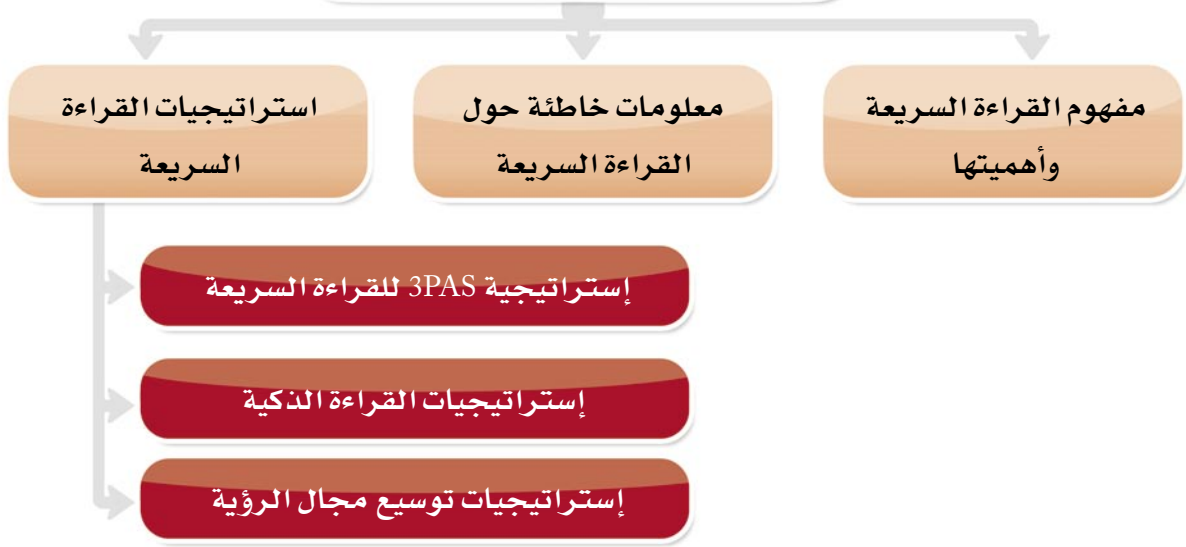 مفهوم القراءة السريعة
وأهميتها
معلومات خاطئة حول
القراءة السريعة
استراتيجيات القراءة
السريعة
إستراتيجية 3PAS للقراءة السريعة
إستراتيجيات القراءة الذكية
إستراتيجيات توسيع مجال الرؤية